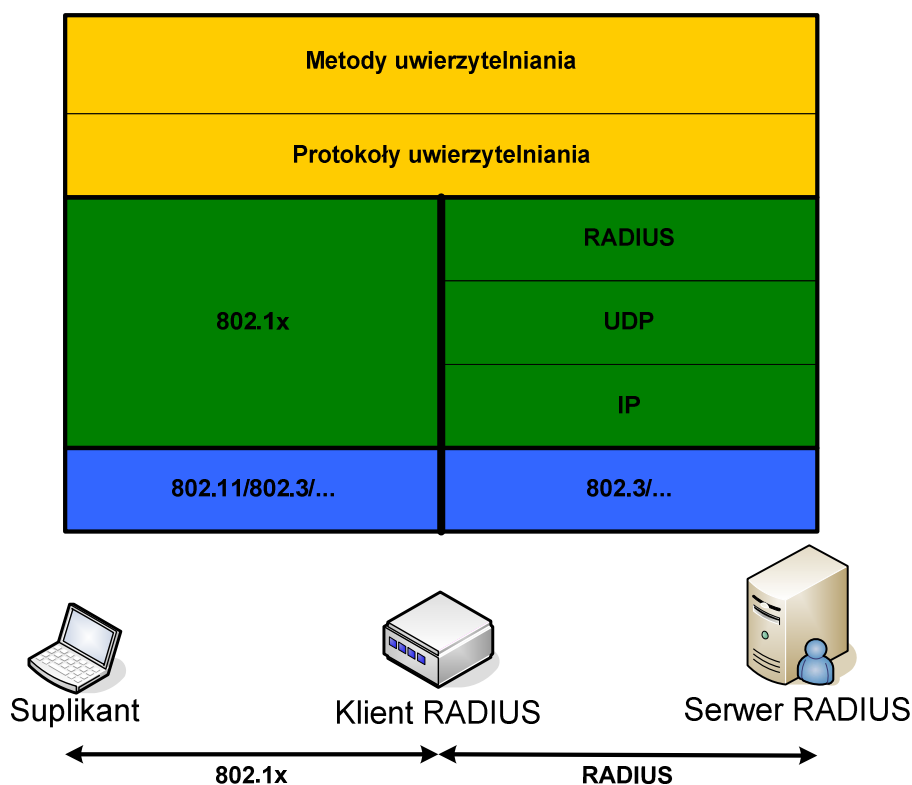 Metody uwierzytelniania
Protokoły uwierzytelniania
802.1x
RADIUS
UDP
IP
802.11/802.3/...
802.3/...
Suplikant
Klient RADIUS
Serwer RADIUS
802.1x
RADIUS